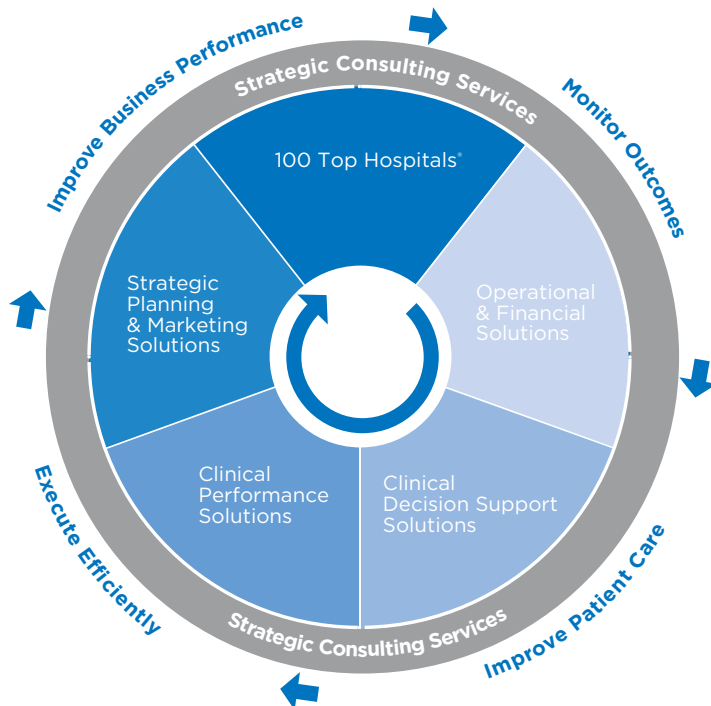 Improve Business Performance
Strategic Consulting Services
Monitor Outcomes
100 Top Hospitals®
Strategic
Planning
& Marketing
Solutions
Operational
& Financial
Solutions
Clinical
Performance
Solutions
Clinical
Decision Support
Solutions
Execute Efficiently
Strategic Consulting Services
Improve Patient Care